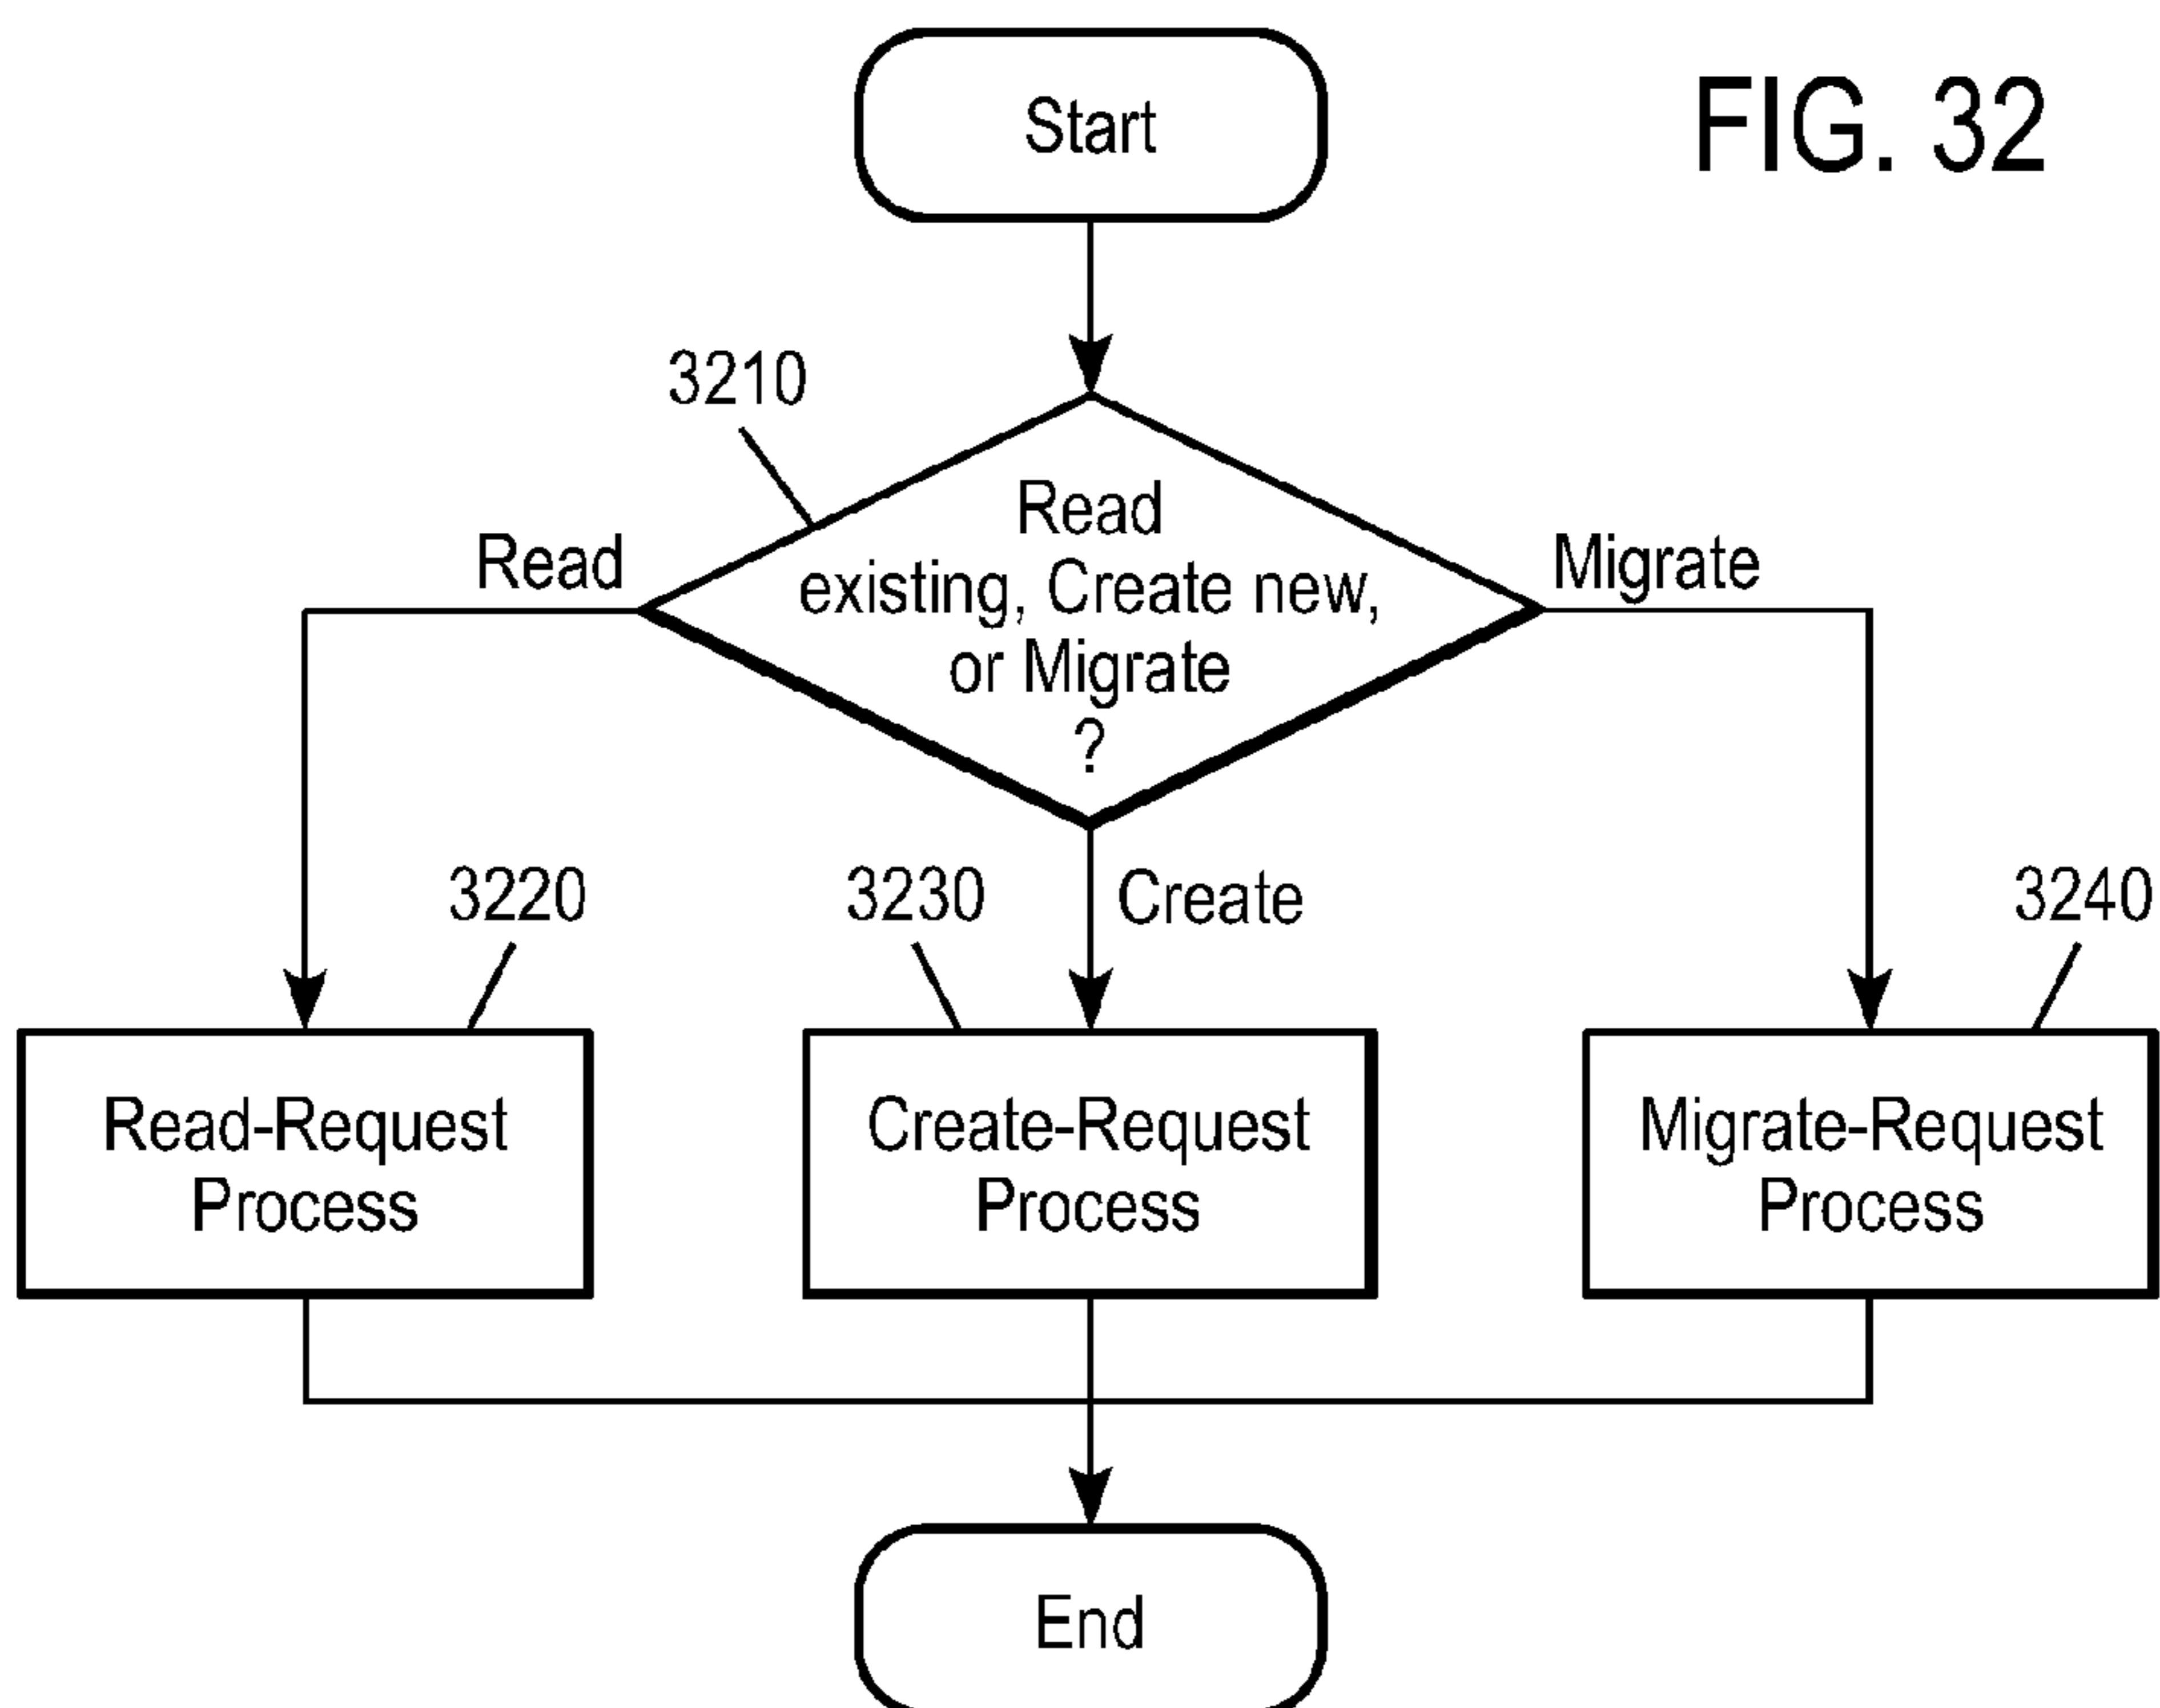 Start
FIG. 32
3210
Read
existing, Create new,
or Migrate
?
Read
Migrate
3220
3230
Create
3240
Read-Request
Process
Create-Request
Process
Migrate-Request
Process
End